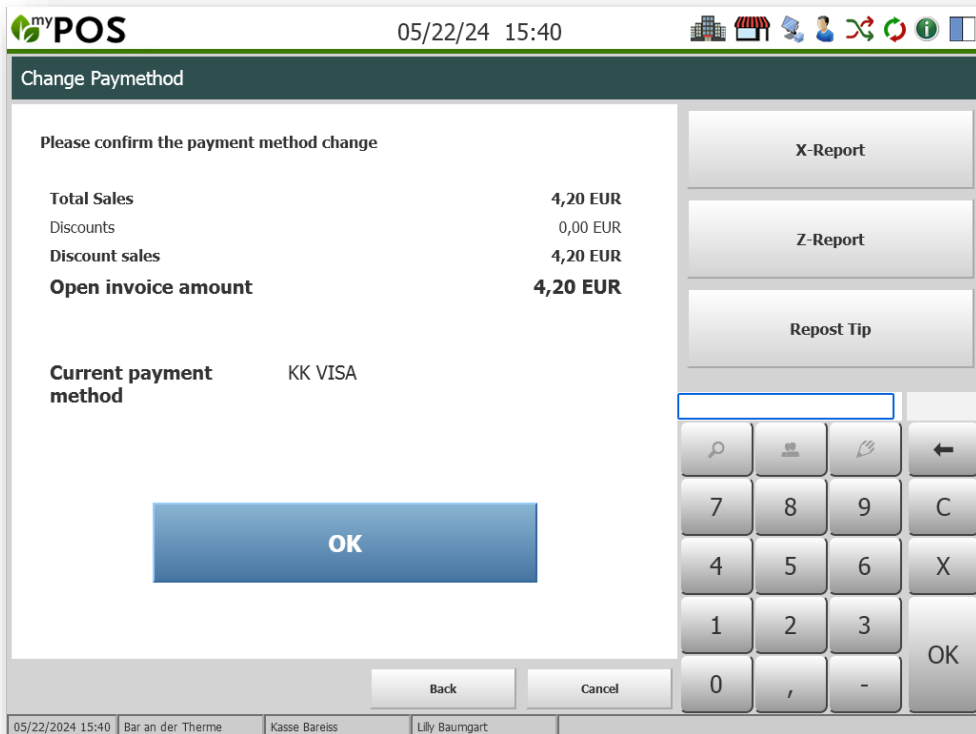 myPOS
05/22/24 15:40
Change Paymethod
Please confirm the payment method change
Total Sales 4,20 EUR
Discounts 0,00 EUR
Discount sales 4,20 EUR
Open invoice amount 4,20 EUR
Current payment method KK VISA
OK
Back
Cancel
X-Report
Z-Report
Repost Tip
7 8 9 C
4 5 6 X
1 2 3
OK
0 , -
05/22/2024 15:40 Bar an der Therme Kasse Bareiss Lilly Baumgart